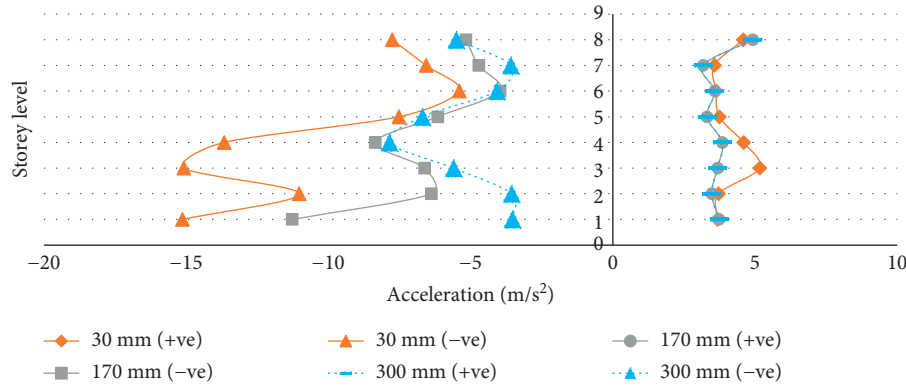 9
8
7
6
5
4
3
2
1
0
Storey level
−20
−15
−10
−5
0
5
10
Acceleration (m/s²)
30 mm (+ve)
30 mm (−ve)
170 mm (+ve)
170 mm (−ve)
300 mm (+ve)
300 mm (−ve)